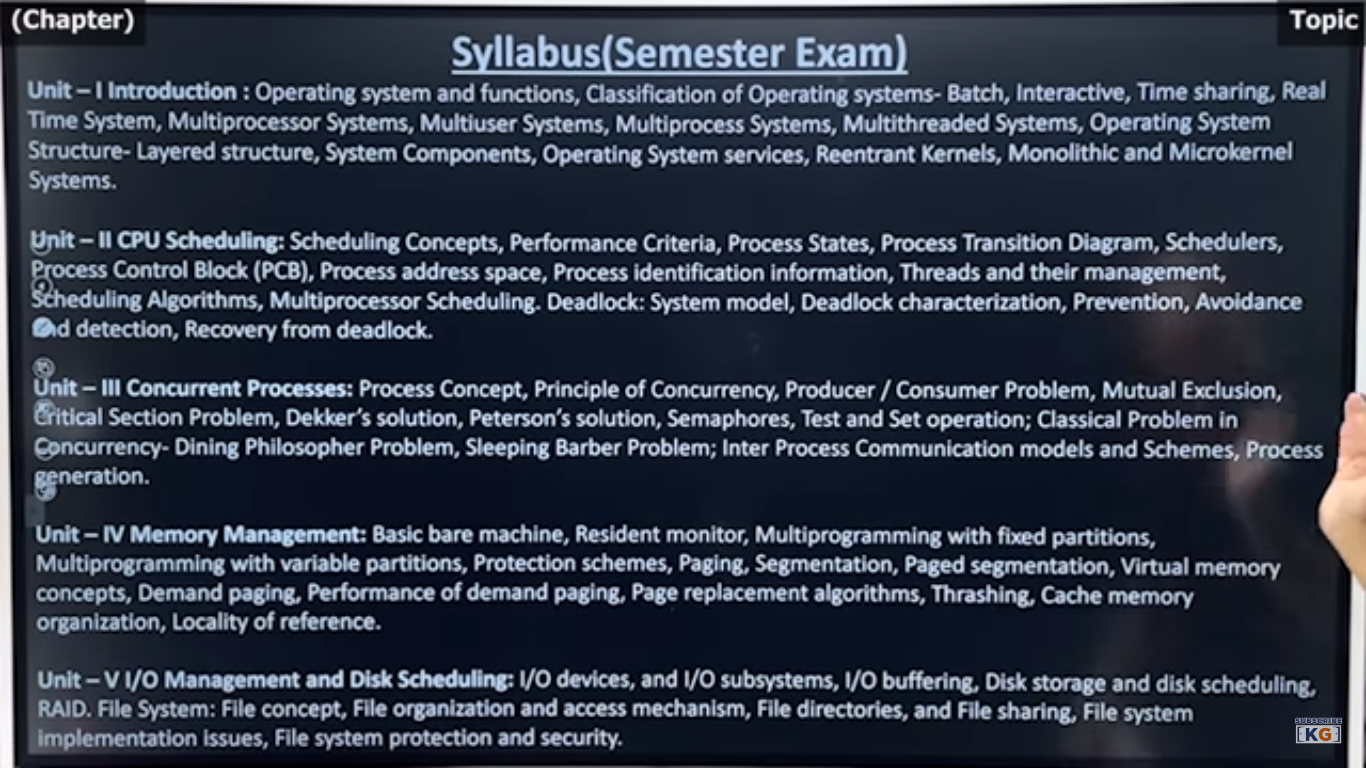 (Chapter)
Topic
Syllabus(Semester Exam)
Unit – I Introduction : Operating system and functions, Classification of Operating systems- Batch, Interactive, Time sharing, Real
Time System, Multiprocessor Systems, Multiuser Systems, Multiprocess Systems, Multithreaded Systems, Operating System
Structure- Layered structure, System Components, Operating System services, Reentrant Kernels, Monolithic and Microkernel
Systems.
Unit – II CPU Scheduling: Scheduling Concepts, Performance Criteria, Process States, Process Transition Diagram, Schedulers,
Process Control Block (PCB), Process address space, Process identification information, Threads and their management,
Scheduling Algorithms, Multiprocessor Scheduling. Deadlock: System model, Deadlock characterization, Prevention, Avoidance
nd detection, Recovery from deadlock.
Unit – III Concurrent Processes: Process Concept, Principle of Concurrency, Producer / Consumer Problem, Mutual Exclusion,
Critical Section Problem, Dekker's solution, Peterson's solution, Semaphores, Test and Set operation; Classical Problem in
Concurrency- Dining Philosopher Problem, Sleeping Barber Problem; Inter Process Communication models and Schemes, Process
generation.
Unit – IV Memory Management: Basic bare machine, Resident monitor, Multiprogramming with fixed partitions,
Multiprogramming with variable partitions, Protection schemes, Paging, Segmentation, Paged segmentation, Virtual memory
concepts, Demand paging, Performance of demand paging, Page replacement algorithms, Thrashing, Cache memory
organization, Locality of reference.
Unit – V I/O Management and Disk Scheduling: I/O devices, and I/O subsystems, I/O buffering, Disk storage and disk scheduling,
RAID. File System: File concept, File organization and access mechanism, File directories, and File sharing, File system
implementation issues, File system protection and security.
SUBSCRIBE
[KG]